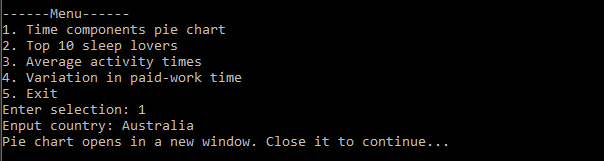 ------Menu------
1. Time components pie chart
2. Top 10 sleep lovers
3. Average activity times
4. Variation in paid-work time
5. Exit
Enter selection: 1
Enput country: Australia
Pie chart opens in a new window. Close it to continue...